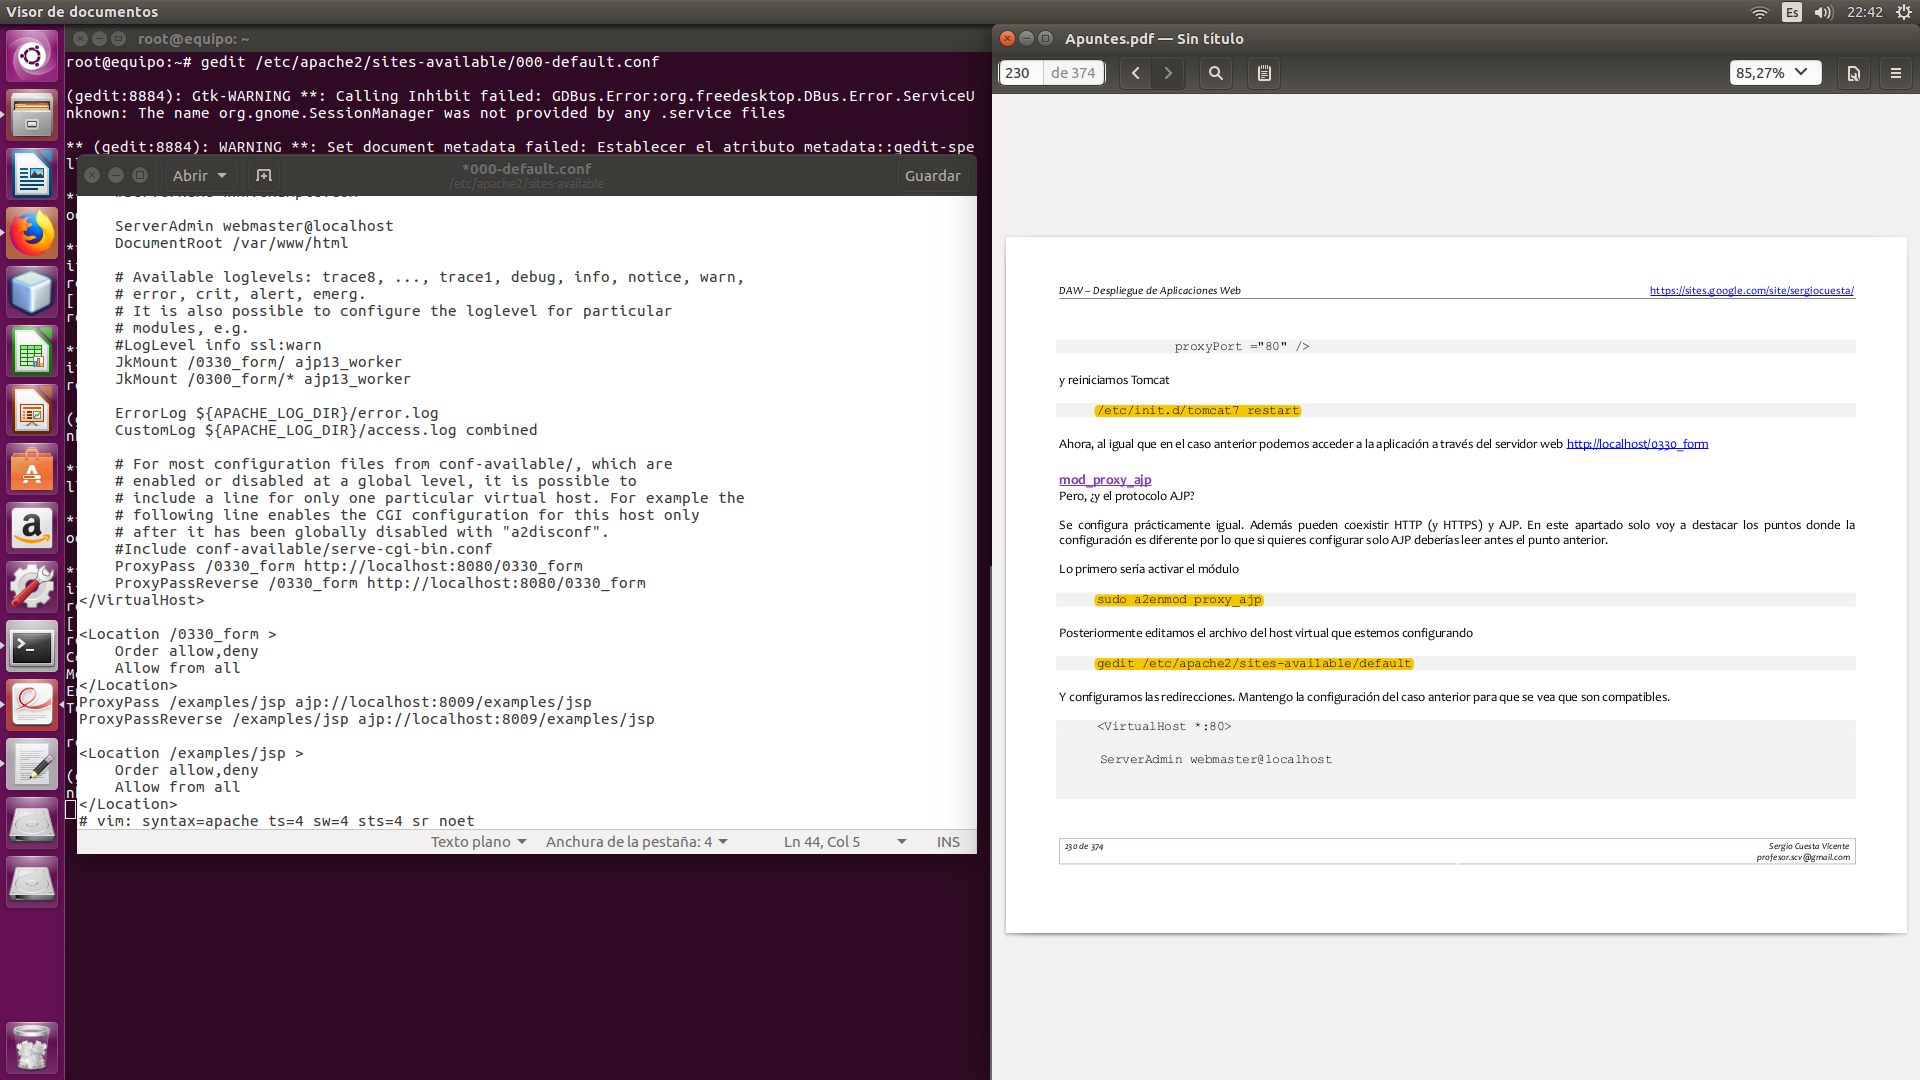 Visor de documentos
Es
22:42
root@equipo: ~
root@equipo:~# gedit /etc/apache2/sites-available/000-default.conf
(gedit:8884): Gtk-WARNING **: Calling Inhibit failed: GDBus.Error:org.freedesktop.DBus.Error.ServiceU
nknown: The name org.gnome.SessionManager was not provided by any .service files
** (gedit:8884): WARNING **: Set document metadata failed: Establecer el atributo metadata::gedit-spe
Abrir
*000-default.conf
/etc/apache2/sites-available
Guardar
ServerAdmin webmaster@localhost
DocumentRoot /var/www/html
# Available loglevels: trace8, ..., trace1, debug, info, notice, warn,
# error, crit, alert, emerg.
# It is also possible to configure the loglevel for particular
# modules, e.g.
#LogLevel info ssl:warn
JkMount /0330_form/ ajp13_worker
JkMount /0300_form/* ajp13_worker
ErrorLog ${APACHE_LOG_DIR}/error.log
CustomLog ${APACHE_LOG_DIR}/access.log combined
# For most configuration files from conf-available/, which are
# enabled or disabled at a global level, it is possible to
# include a line for only one particular virtual host. For example the
# following line enables the CGI configuration for this host only
# after it has been globally disabled with "a2disconf".
#Include conf-available/serve-cgi-bin.conf
ProxyPass /0330_form http://localhost:8080/0330_form
ProxyPassReverse /0330_form http://localhost:8080/0330_form
</VirtualHost>
<Location /0330_form >
Order allow,deny
Allow from all
</Location>
ProxyPass /examples/jsp ajp://localhost:8009/examples/jsp
ProxyPassReverse /examples/jsp ajp://localhost:8009/examples/jsp
<Location /examples/jsp >
Order allow,deny
Allow from all
</Location>
# vim: syntax=apache ts=4 sw=4 sts=4 sr noet
Texto plano
Anchura de la pestaña: 4
Ln 44, Col 5
INS
Apuntes.pdf — Sin título
230
de 374
85,27%
DAW – Despliegue de Aplicaciones Web
https://sites.google.com/site/sergiocuesta/
proxyPort ="80" />
y reiniciamos Tomcat
/etc/init.d/tomcat7 restart
Ahora, al igual que en el caso anterior podemos acceder a la aplicación a través del servidor web http://localhost/0330_form
mod_proxy_ajp
Pero, ¿y el protocolo AJP?
Se configura prácticamente igual. Además pueden coexistir HTTP (y HTTPS) y AJP. En este apartado solo voy a destacar los puntos donde la
configuración es diferente por lo que si quieres configurar solo AJP deberías leer antes el punto anterior.
Lo primero sería activar el módulo
sudo a2enmod proxy_ajp
Posteriormente editamos el archivo del host virtual que estemos configurando
gedit /etc/apache2/sites-available/default
Y configuramos las redirecciones. Mantengo la configuración del caso anterior para que se vea que son compatibles.
<VirtualHost *:80>
ServerAdmin webmaster@localhost
230 de 374
Sergio Cuesta Vicente
profesor.scv@gmail.com